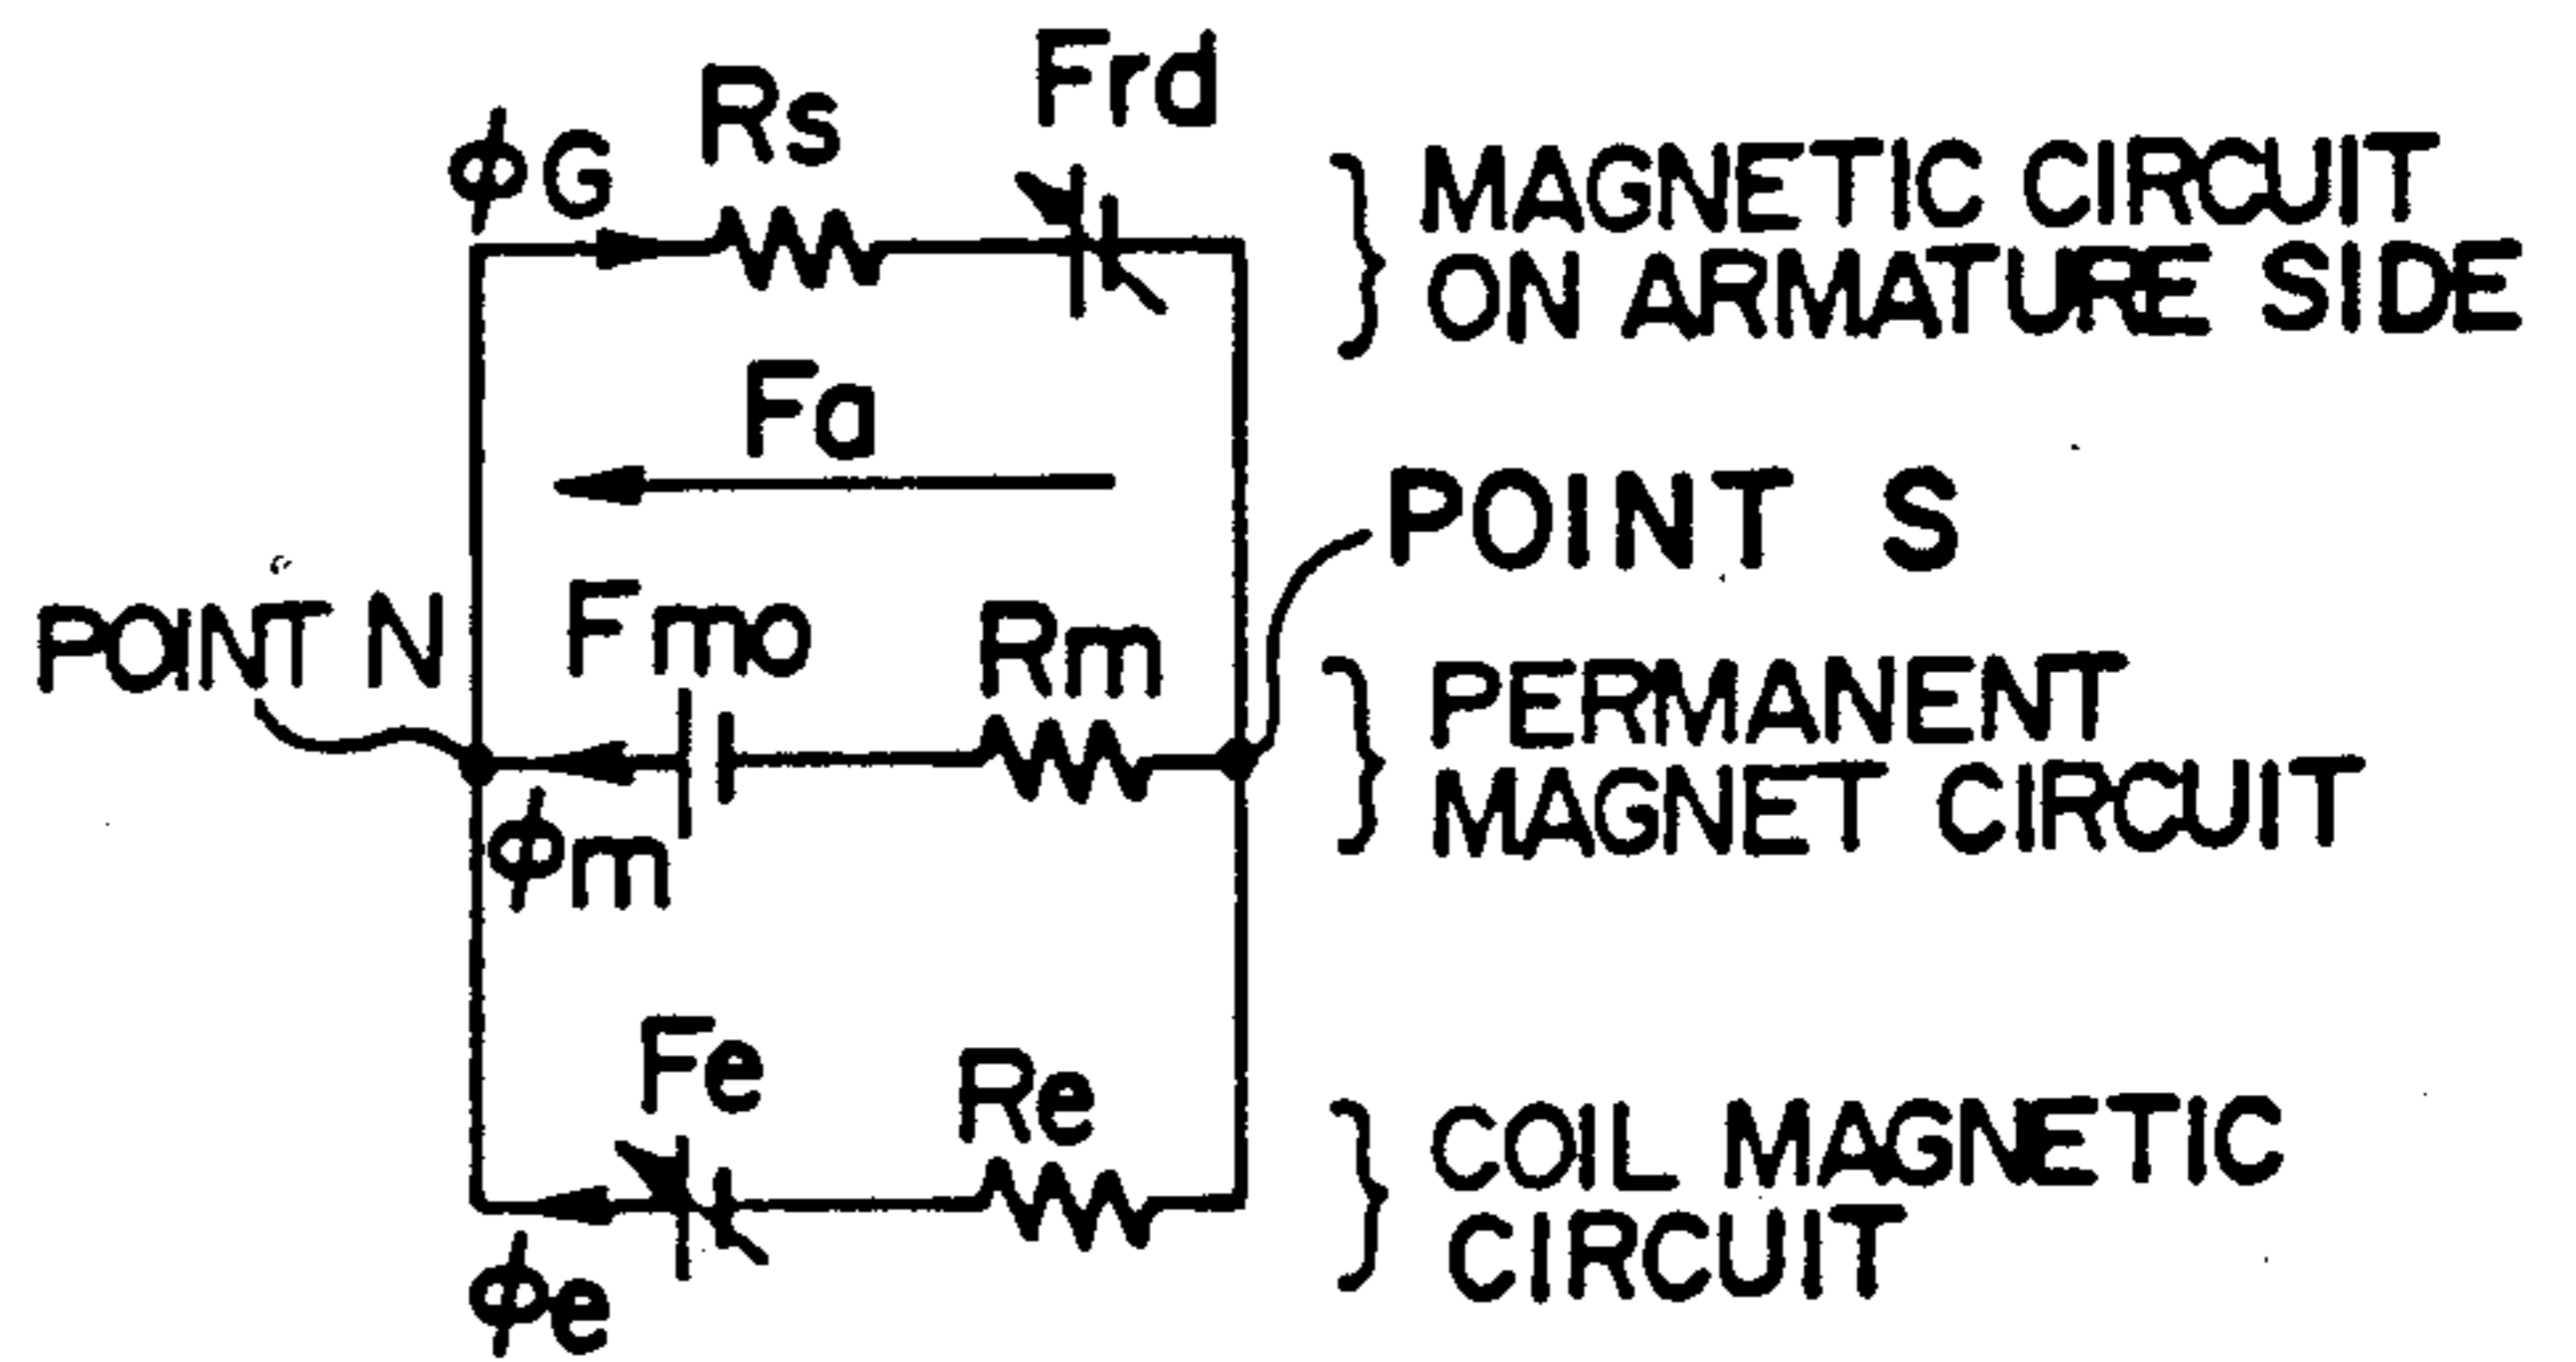 ϕG Rs Frd
MAGNETIC CIRCUIT
ON ARMATURE SIDE
Fa
POINT S
POINT N
Fmo Rm
PERMANENT
MAGNET CIRCUIT
ϕm
Fe Re
COIL MAGNETIC
CIRCUIT
ϕe